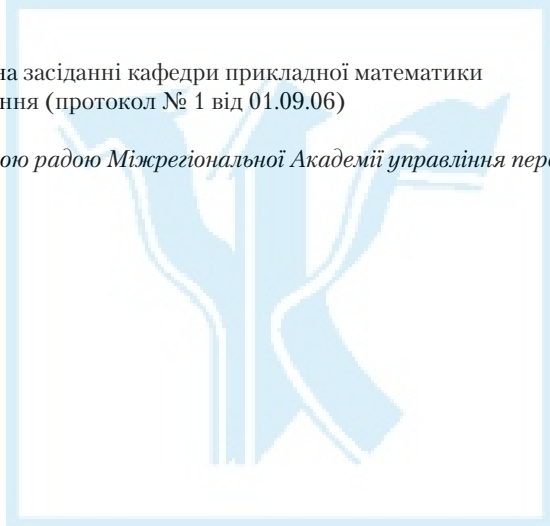 на засіданні кафедри прикладної математики
ння (протокол № 1 від 01.09.06)
ою радою Міжрегіональної Академії управління перс